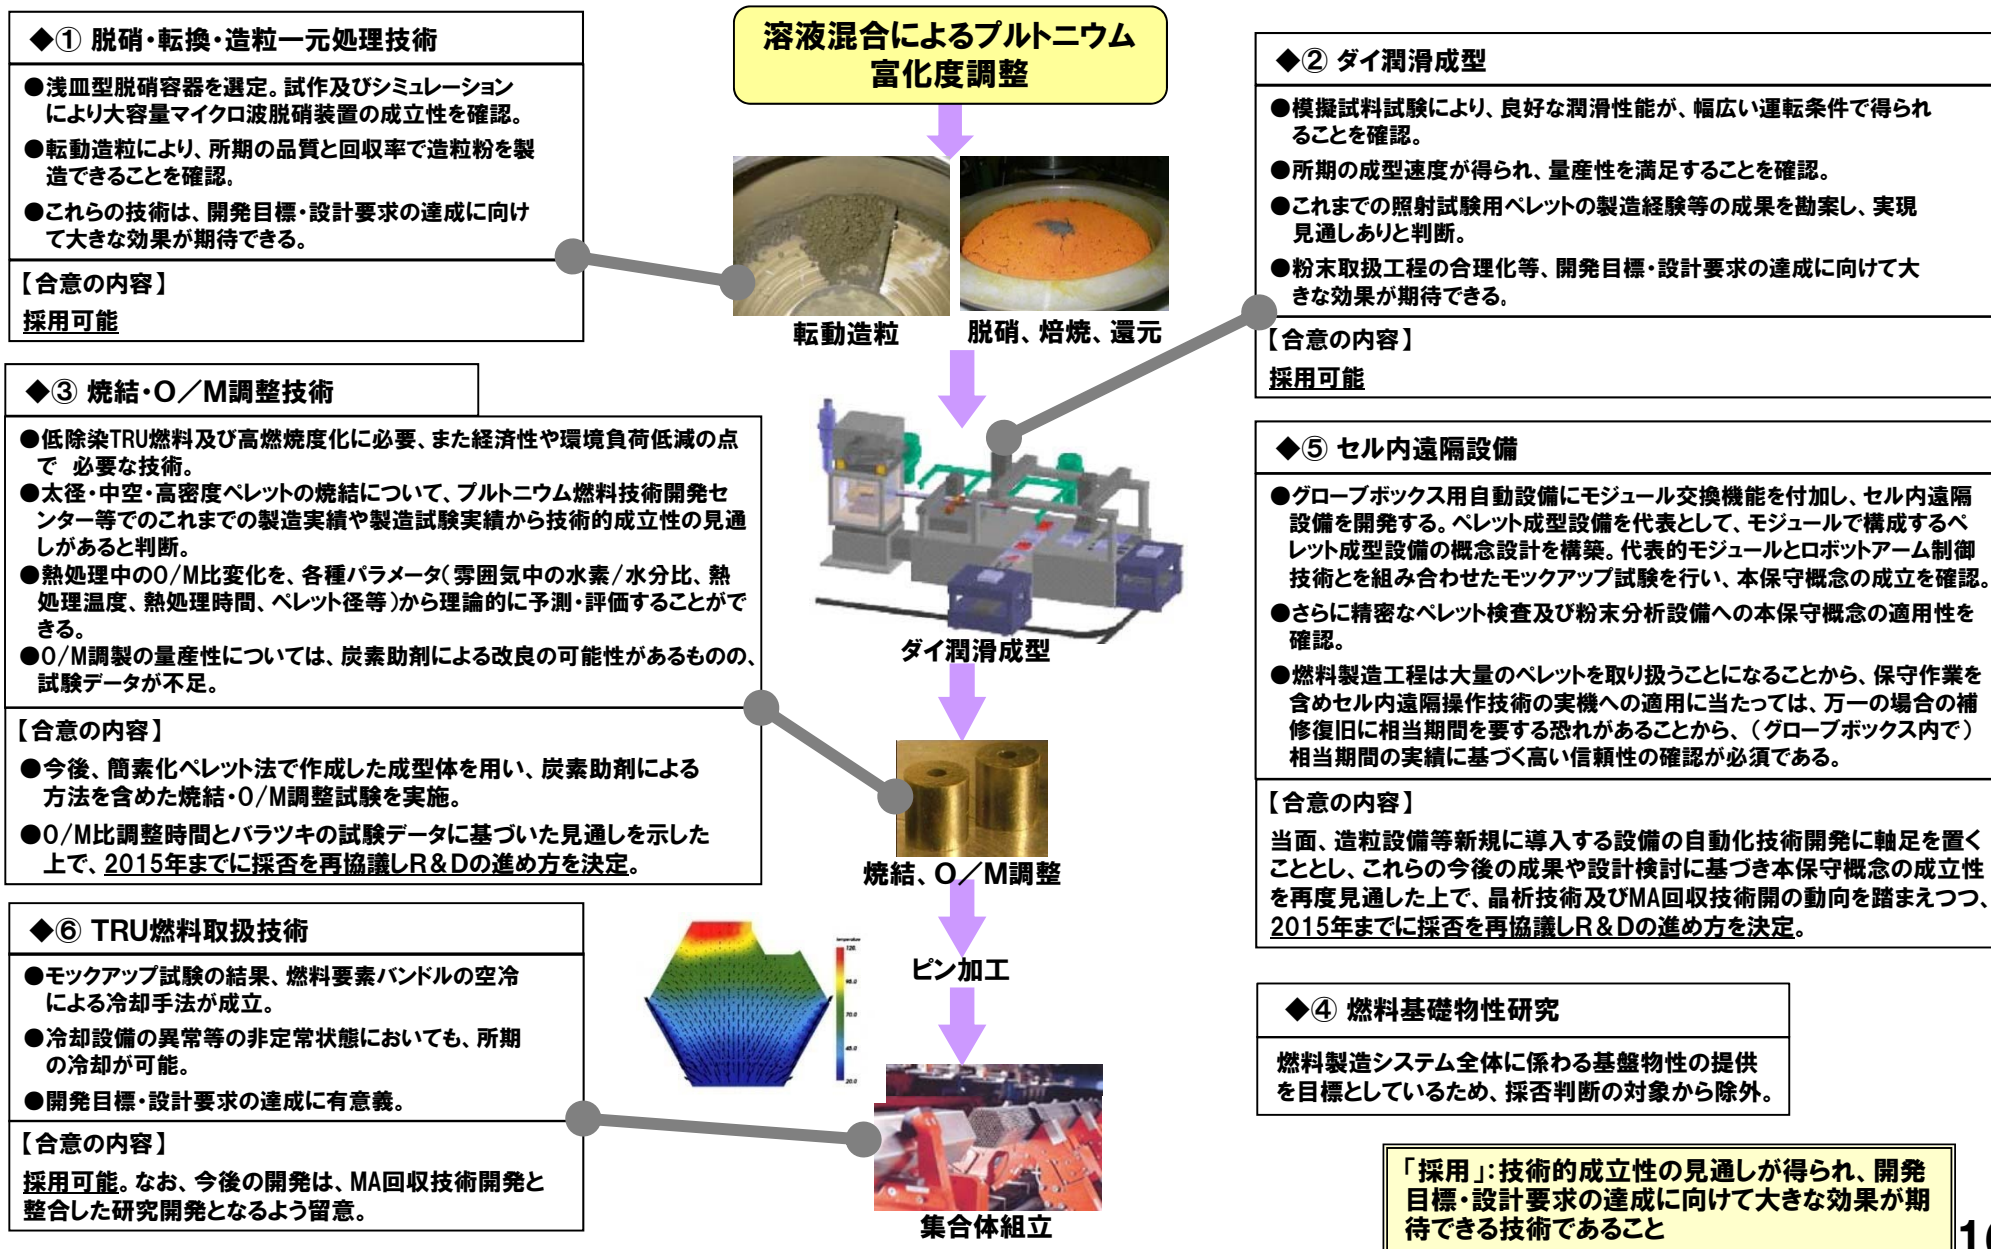 ◆① 脱硝・転換・造粒一元処理技術
●浅皿型脱硝容器を選定。試作及びシミュレーション
により大容量マイクロ波脱硝装置の成立性を確認。
●転動造粒により、所期の品質と回収率で造粒粉を製
造できることを確認。
●これらの技術は、開発目標・設計要求の達成に向け
て大きな効果が期待できる。
【合意の内容】
採用可能
溶液混合によるプルトニウム
富化度調整
転動造粒
脱硝、焙焼、還元
◆② ダイ潤滑成型
●模擬試料試験により、良好な潤滑性能が、幅広い運転条件で得られ
ることを確認。
●所期の成型速度が得られ、量産性を満足することを確認。
●これまでの照射試験用ペレットの製造経験等の成果を勘案し、実現
見通しありと判断。
●粉末取扱工程の合理化等、開発目標・設計要求の達成に向けて大
きな効果が期待できる。
【合意の内容】
採用可能
◆③ 焼結・O／M調整技術
●低除染TRU燃料及び高燃焼度化に必要、また経済性や環境負荷低減の点
で 必要な技術。
●太径・中空・高密度ペレットの焼結について、プルトニウム燃料技術開発セ
ンター等でのこれまでの製造実績や製造試験実績から技術的成立性の見通
しがあると判断。
●熱処理中のO/M比変化を、各種パラメータ（雰囲気中の水素/水分比、熱
処理温度、熱処理時間、ペレット径等）から理論的に予測・評価することがで
きる。
●O/M調製の量産性については、炭素助剤による改良の可能性があるものの、
試験データが不足。
【合意の内容】
●今後、簡素化ペレット法で作成した成型体を用い、炭素助剤による
方法を含めた焼結・O/M調整試験を実施。
●O/M比調整時間とバラツキの試験データに基づいた見通しを示した
上で、2015年までに採否を再協議しR＆Dの進め方を決定。
ダイ潤滑成型
焼結、O／M調整
ピン加工
集合体組立
◆⑤ セル内遠隔設備
●グローブボックス用自動設備にモジュール交換機能を付加し、セル内遠隔
設備を開発する。ペレット成型設備を代表として、モジュールで構成するペ
レット成型設備の概念設計を構築。代表的モジュールとロボットアーム制御
技術とを組み合わせたモックアップ試験を行い、本保守概念の成立を確認。
●さらに精密なペレット検査及び粉末分析設備への本保守概念の適用性を
確認。
●燃料製造工程は大量のペレットを取り扱うことになることから、保守作業を
含めセル内遠隔操作技術の実機への適用に当たっては、万一の場合の補
修復旧に相当期間を要する恐れがあることから、（グローブボックス内で）
相当期間の実績に基づく高い信頼性の確認が必須である。
【合意の内容】
当面、造粒設備等新規に導入する設備の自動化技術開発に軸足を置く
こととし、これらの今後の成果や設計検討に基づき本保守概念の成立性
を再度見通した上で、晶析技術及びMA回収技術開の動向を踏まえつつ、
2015年までに採否を再協議しR＆Dの進め方を決定。
◆⑥ TRU燃料取扱技術
●モックアップ試験の結果、燃料要素バンドルの空冷
による冷却手法が成立。
●冷却設備の異常等の非定常状態においても、所期
の冷却が可能。
●開発目標・設計要求の達成に有意義。
【合意の内容】
採用可能。なお、今後の開発は、MA回収技術開発と
整合した研究開発となるよう留意。
temperature
120.
70.0
20.0
◆④ 燃料基礎物性研究
燃料製造システム全体に係わる基盤物性の提供
を目標としているため、採否判断の対象から除外。
「採用」：技術的成立性の見通しが得られ、開発
目標・設計要求の達成に向けて大きな効果が期
待できる技術であること